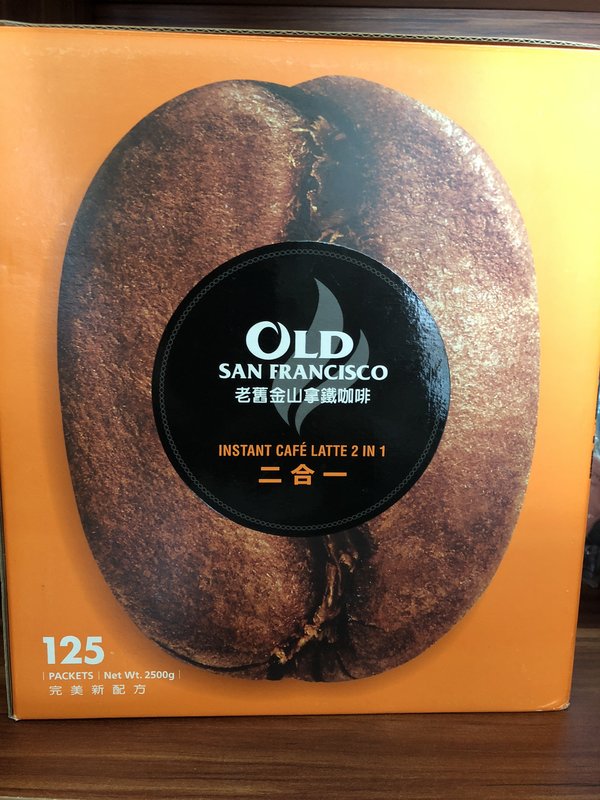 OLD
SAN FRANCISCO
老舊金山拿鐵咖啡
INSTANT CAFÉ LATTE 2 IN 1
二合一
125
PACKETS | Net Wt. 2500g
完美新配方